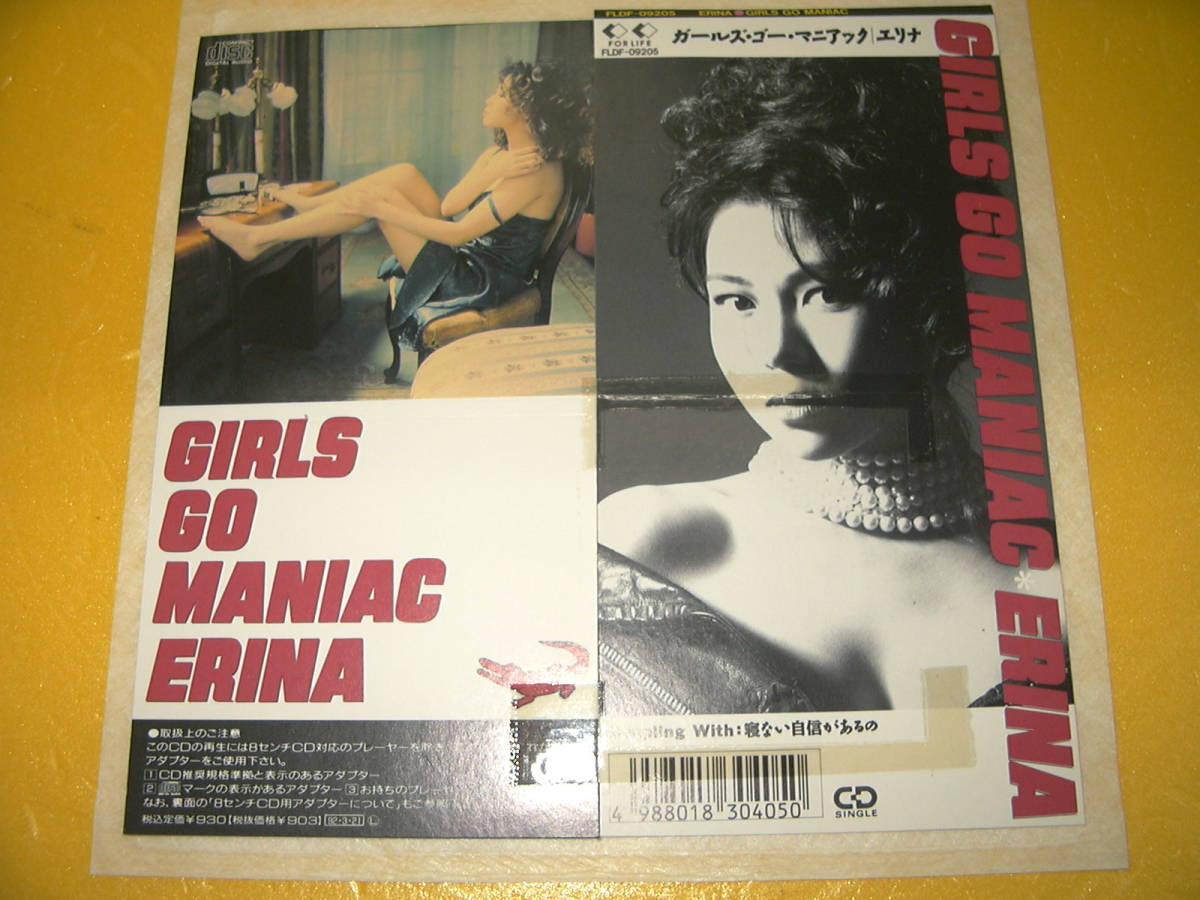 COMPACT
disc
DIGITAL AUDIO
GIRLS
GO
MANIAC
ERINA
●取扱上のご注意
このCDの再生には8センチCD対応のプレーヤーを除き
アダプターをご使用下さい。
1 CD推奨規格準拠と表示のあるアダプター
2 マークの表示があるアダプター 3 お持ちのプレーヤ
なお、裏面の「8センチCD用アダプターについて」もご参照
税込定価¥930【税抜価格¥903】 92・3・21 L
FLDF-09205 ERINA GIRLS GO MANIAC
FOR LIFE
FLDF-09205
ガールズ・ゴー・マニアック|エリナ
GIRLS GO MANIAC* ERINA
With:寝ない自信があるの
4 988018 304050
CD
SINGLE